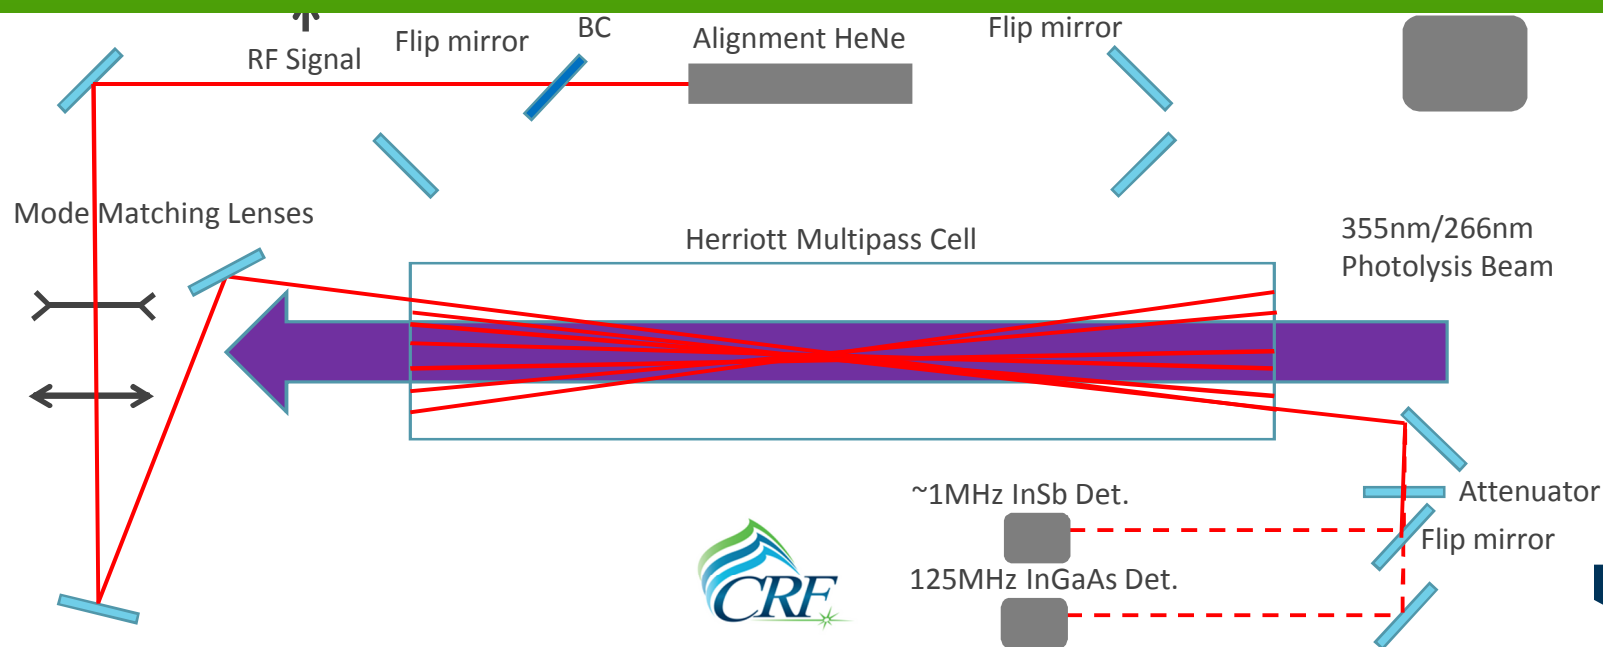 Flip mirror
BC
Alignment HeNe
Flip mirror
RF Signal
Mode Matching Lenses
Herriott Multipass Cell
355nm/266nm
Photolysis Beam
~1MHz InSb Det.
Attenuator
Flip mirror
125MHz InGaAs Det.
CRF